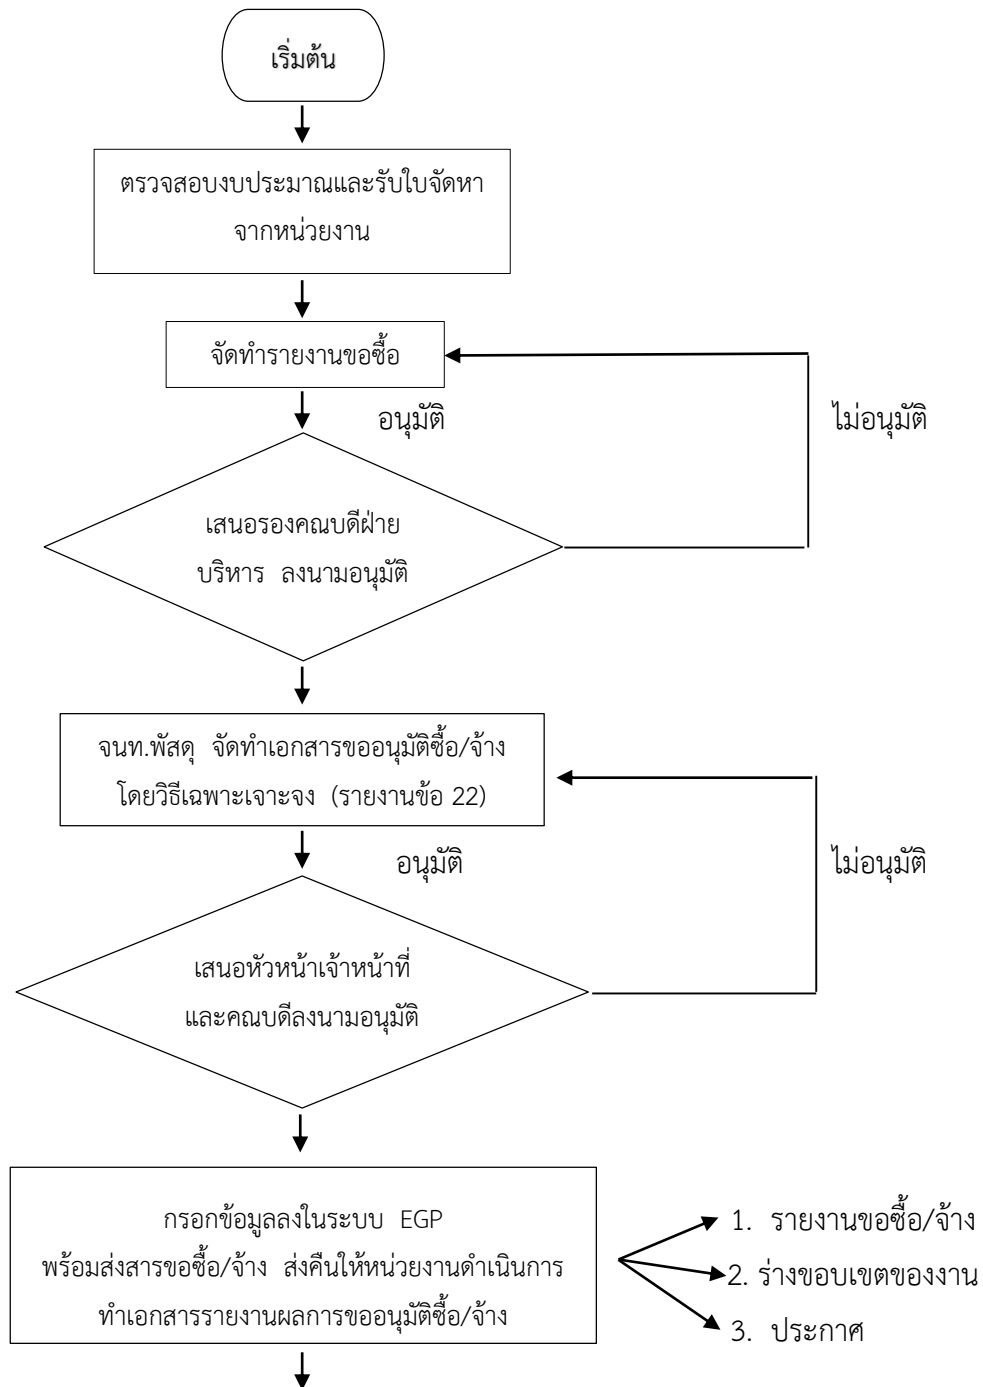 เริ่มต้น
ตรวจสอบงบประมาณและรับใบจัดหา
จากหน่วยงาน
จัดทำรายงานขอซื้อ
อนุมัติ
ไม่อนุมัติ
เสนอรองคณบดีฝ่าย
บริหาร ลงนามอนุมัติ
จนท.พัสดุ จัดทำเอกสารขออนุมัติซื้อ/จ้าง
โดยวิธีเฉพาะเจาะจง (รายงานข้อ 22)
อนุมัติ
ไม่อนุมัติ
เสนอหัวหน้าเจ้าหน้าที่
และคณบดีลงนามอนุมัติ
กรอกข้อมูลลงในระบบ EGP
พร้อมส่งสารขอซื้อ/จ้าง ส่งคืนให้หน่วยงานดำเนินการ
ทำเอกสารรายงานผลการขออนุมัติซื้อ/จ้าง
1. รายงานขอซื้อ/จ้าง
2. ร่างขอบเขตของงาน
3. ประกาศ